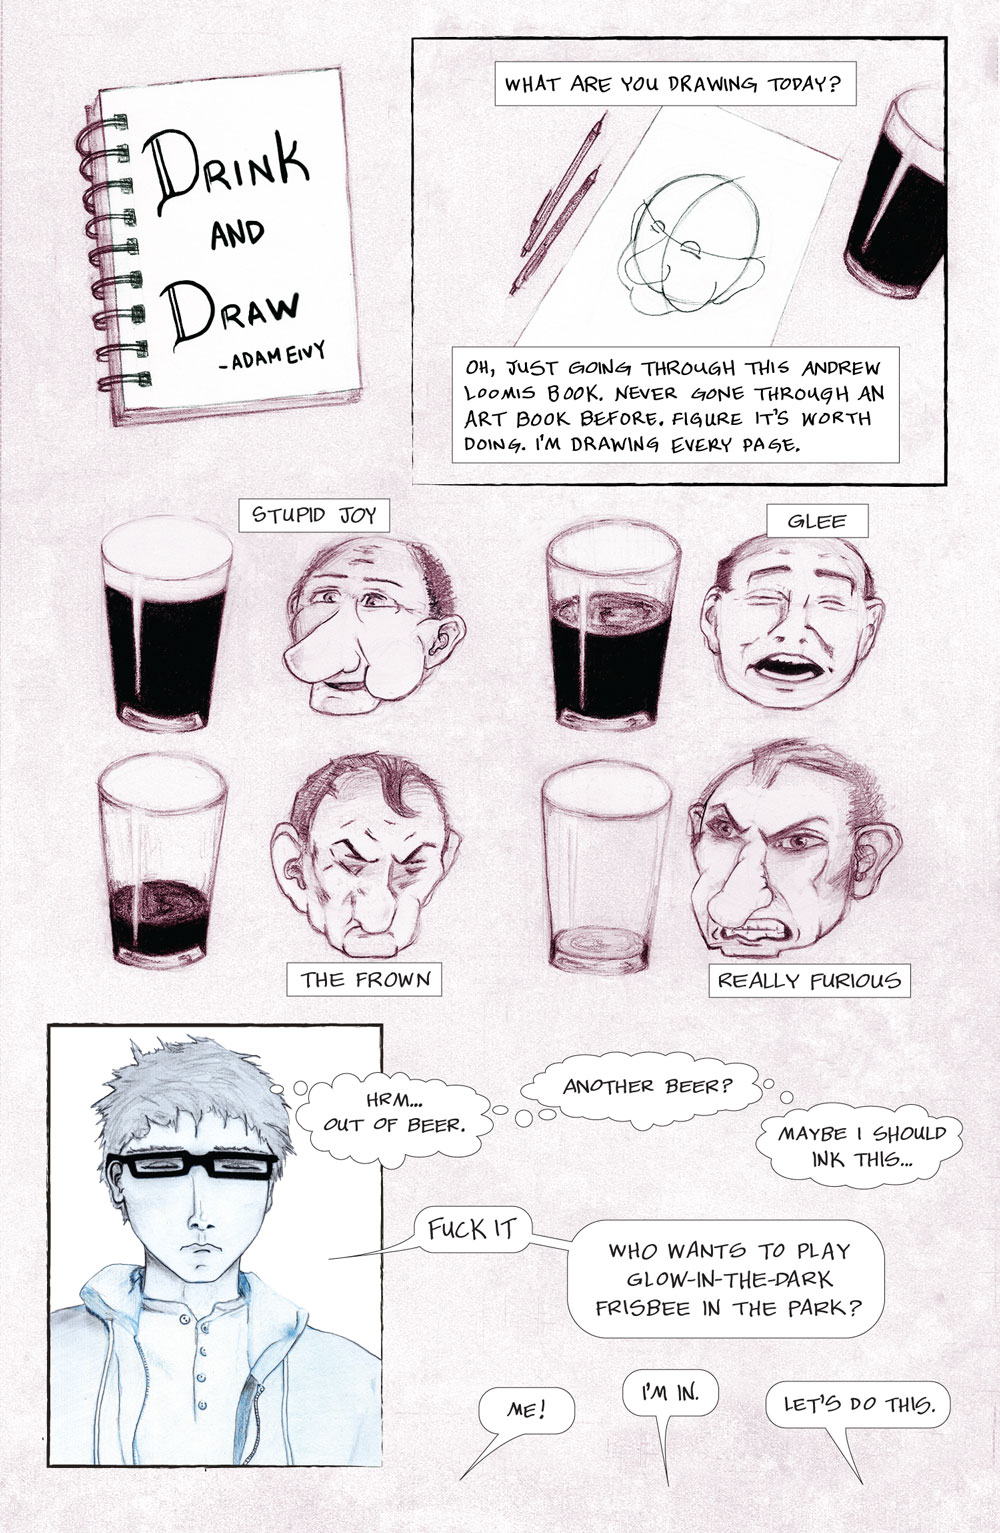 DRINK
AND
DRAW
-ADAM EIVY
WHAT ARE YOU DRAWING TODAY?
OH, JUST GOING THROUGH THIS ANDREW
LOOMIS BOOK. NEVER GONE THROUGH AN
ART BOOK BEFORE. FIGURE IT'S WORTH
DOING. I'M DRAWING EVERY PAGE.
STUPID JOY
GLEE
THE FROWN
REALLY FURIOUS
HRM...
OUT OF BEER.
ANOTHER BEER?
MAYBE I SHOULD
INK THIS...
FUCK IT
WHO WANTS TO PLAY
GLOW-IN-THE-DARK
FRISBEE IN THE PARK?
ME!
I'M IN.
LET'S DO THIS.